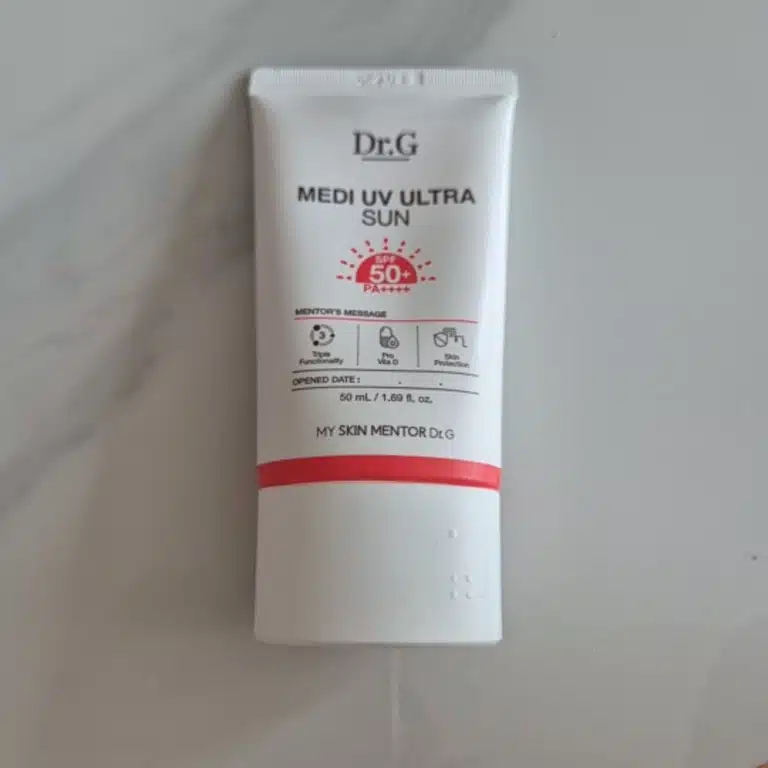 Dr.G
MEDI UV ULTRA
SUN
SPF
50+
PA++++
MENTOR'S MESSAGE
3
Triple
Functionality
Pro
Vita D
Skin
Protection
OPENED DATE : . .
50 mL / 1.69 fl. oz.
MY SKIN MENTOR Dr.G